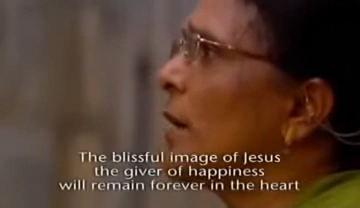 The blissful image of Jesus
the giver of happiness
will remain forever in the heart